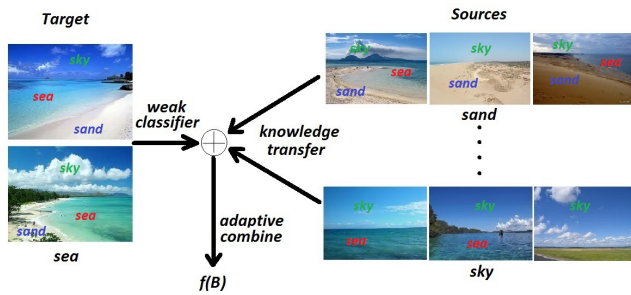 Target
sky
sea
sand
sky
sea
sand
sea
weak
classifier
knowledge
transfer
adaptive
combine
f(B)
Sources
sky
sea
sand
sky
sand
sky
sea
sand
sand
sky
sea
sky
sea
sky
sky